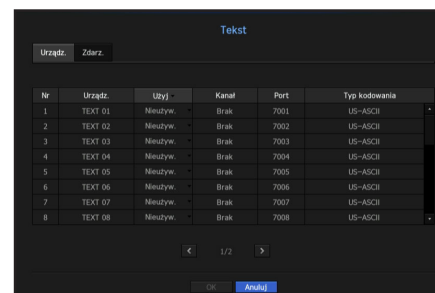 Tekst
Urządz. Zdarz.
Nr Urządz. Użyj Kanał Port Typ kodowania
1 TEXT 01 Nieużyw. Brak 7001 US-ASCII
2 TEXT 02 Nieużyw. Brak 7002 US-ASCII
3 TEXT 03 Nieużyw. Brak 7003 US-ASCII
4 TEXT 04 Nieużyw. Brak 7004 US-ASCII
5 TEXT 05 Nieużyw. Brak 7005 US-ASCII
6 TEXT 06 Nieużyw. Brak 7006 US-ASCII
7 TEXT 07 Nieużyw. Brak 7007 US-ASCII
8 TEXT 08 Nieużyw. Brak 7008 US-ASCII
< 1/2 >
OK Anuluj